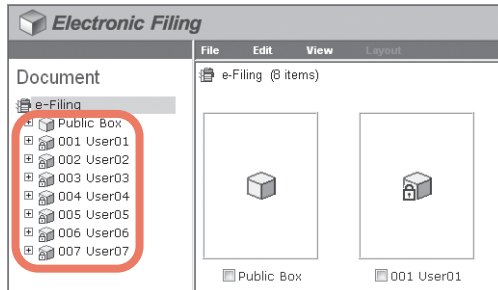 Electronic Filing
File Edit View Layout
Document
e-Filing
Public Box
001 User01
002 User02
003 User03
004 User04
005 User05
006 User06
007 User07
e-Filing (8 items)
Public Box
001 User01